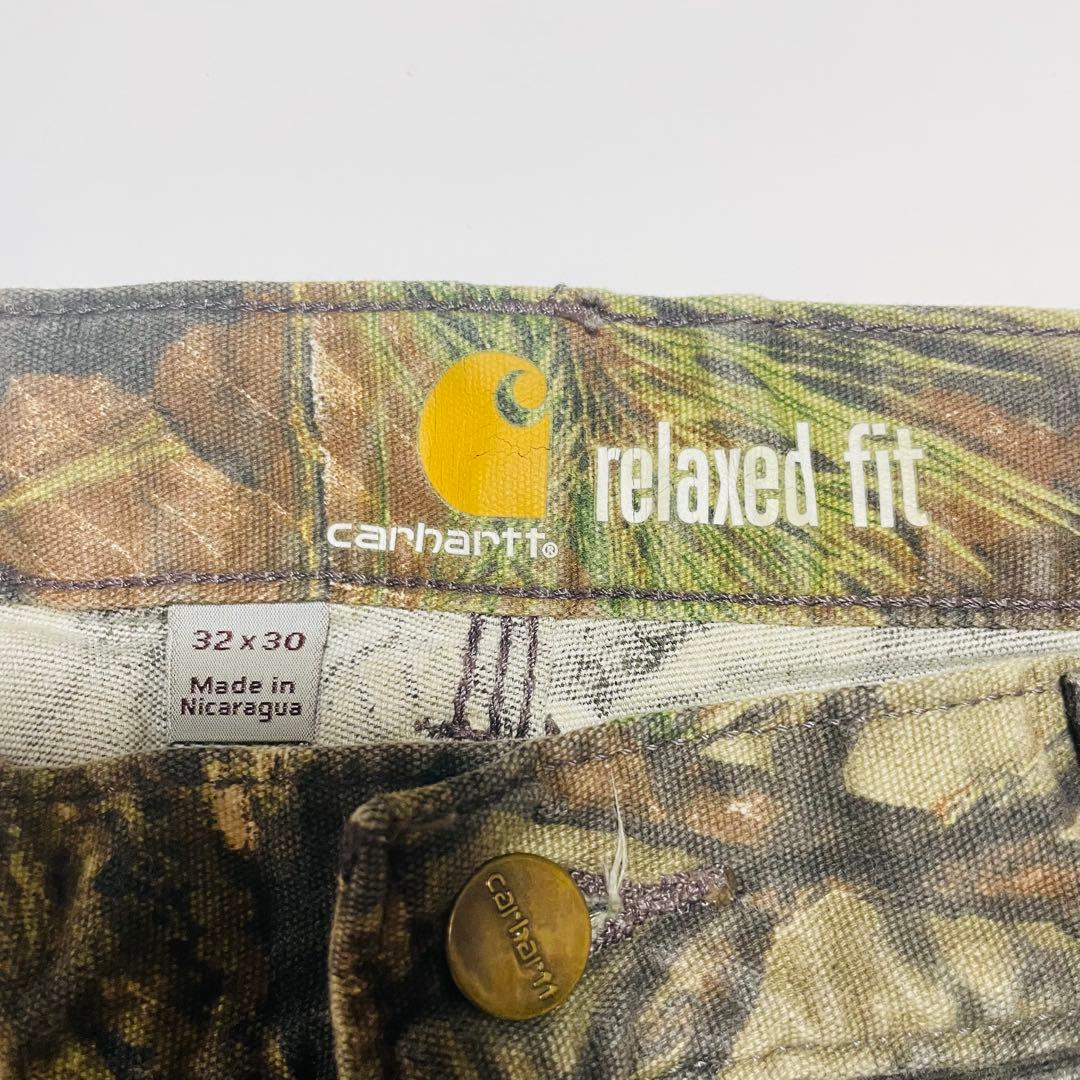 carhartt®
relaxed fit
32 x 30
Made in
Nicaragua
carhartt